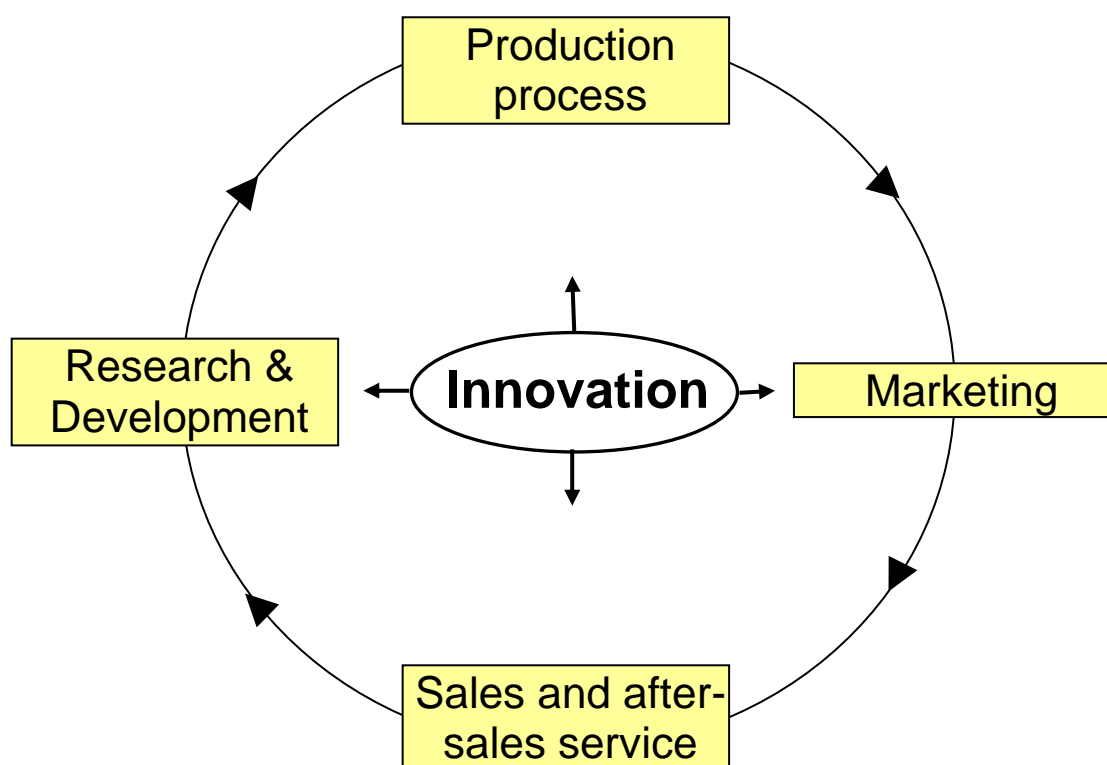 Production
process
Research &
Development
Innovation
Marketing
Sales and after-
sales service